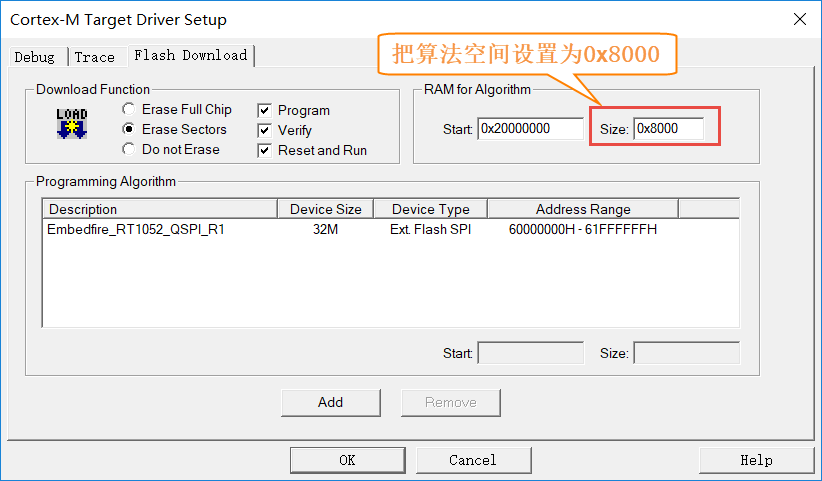 Cortex-M Target Driver Setup
Debug Trace Flash Download
把算法空间设置为0x8000
Download Function
LOAD
Erase Full Chip
Erase Sectors
Do not Erase
Program
Verify
Reset and Run
RAM for Algorithm
Start: 0x20000000 Size: 0x8000
Programming Algorithm
Description Device Size Device Type Address Range
Embedfire_RT1052_QSPI_R1 32M Ext. Flash SPI 60000000H - 61FFFFFFH
Start: Size:
Add Remove
OK Cancel Help